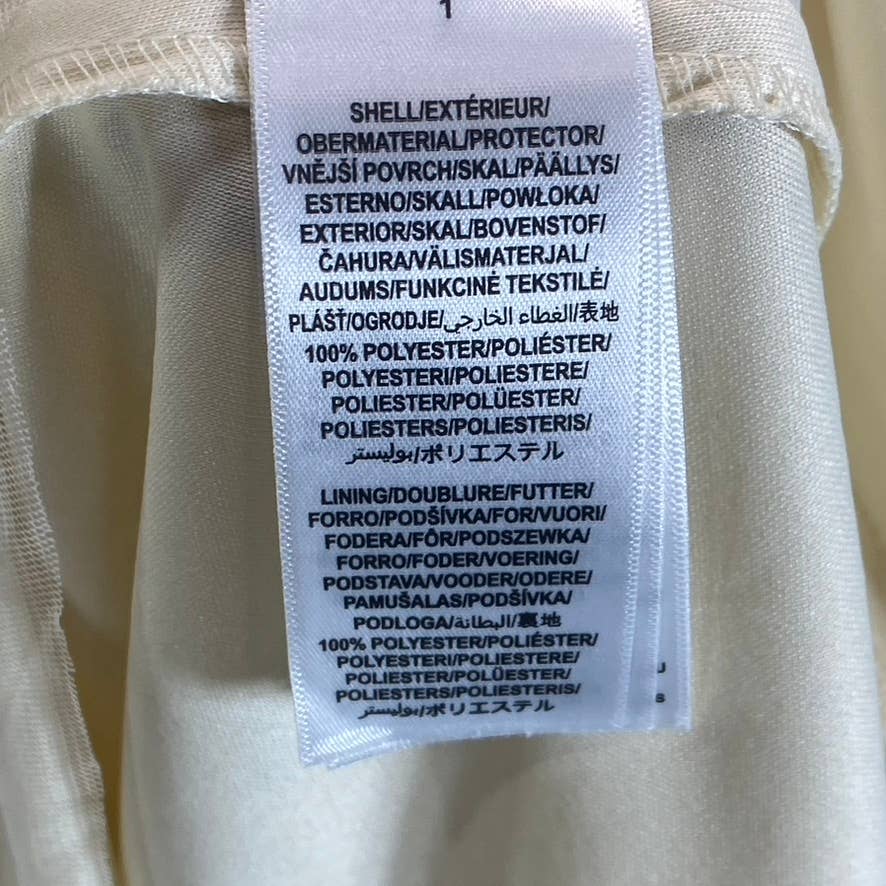 1
SHELL/EXTÉRIEUR/
OBERMATERIAL/PROTECTOR/
VNĚJŠÍ POVRCH/SKAL/PÄÄLLYS/
ESTERNO/SKALL/POWŁOKA/
EXTERIOR/SKAL/BOVENSTOF/
ČAHURA/VÄLISMATERJAL/
AUDUMS/FUNKCINĖ TEKSTILĖ/
PLÁŠŤ/OGRODJE/الغطاء الخارجي/表地
100% POLYESTER/POLIÉSTER/
POLYESTERI/POLIESTERE/
POLIESTER/POLÜESTER/
POLIESTERS/POLIESTERIS/
بوليستر/ポリエステル
LINING/DOUBLURE/FUTTER/
FORRO/PODŠÍVKA/FOR/VUORI/
FODERA/FÔR/PODSZEWKA/
FORRO/FODER/VOERING/
PODSTAVA/VOODER/ODERE/
PAMUŠALAS/PODŠÍVKA/
PODLOGA/البطانة/裏地
100% POLYESTER/POLIÉSTER/
POLYESTERI/POLIESTERE/
POLIESTER/POLÜESTER/
POLIESTERS/POLIESTERIS/
بوليستر/ポリエステル